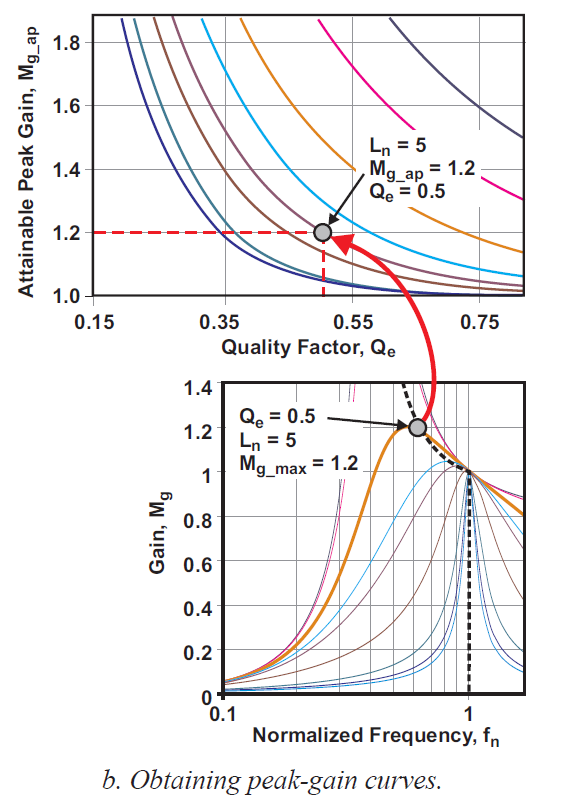 Attainable Peak Gain, Mg_ap
1.8
1.6
1.4
1.2
1.0
Ln = 5
Mg_ap = 1.2
Qe = 0.5
0.15
0.35
0.55
0.75
Quality Factor, Qe
Gain, Mg
1.4
1.2
1
0.8
0.6
0.4
0.2
0
Qe = 0.5
Ln = 5
Mg_max = 1.2
0.1
1
Normalized Frequency, fn
b. Obtaining peak-gain curves.